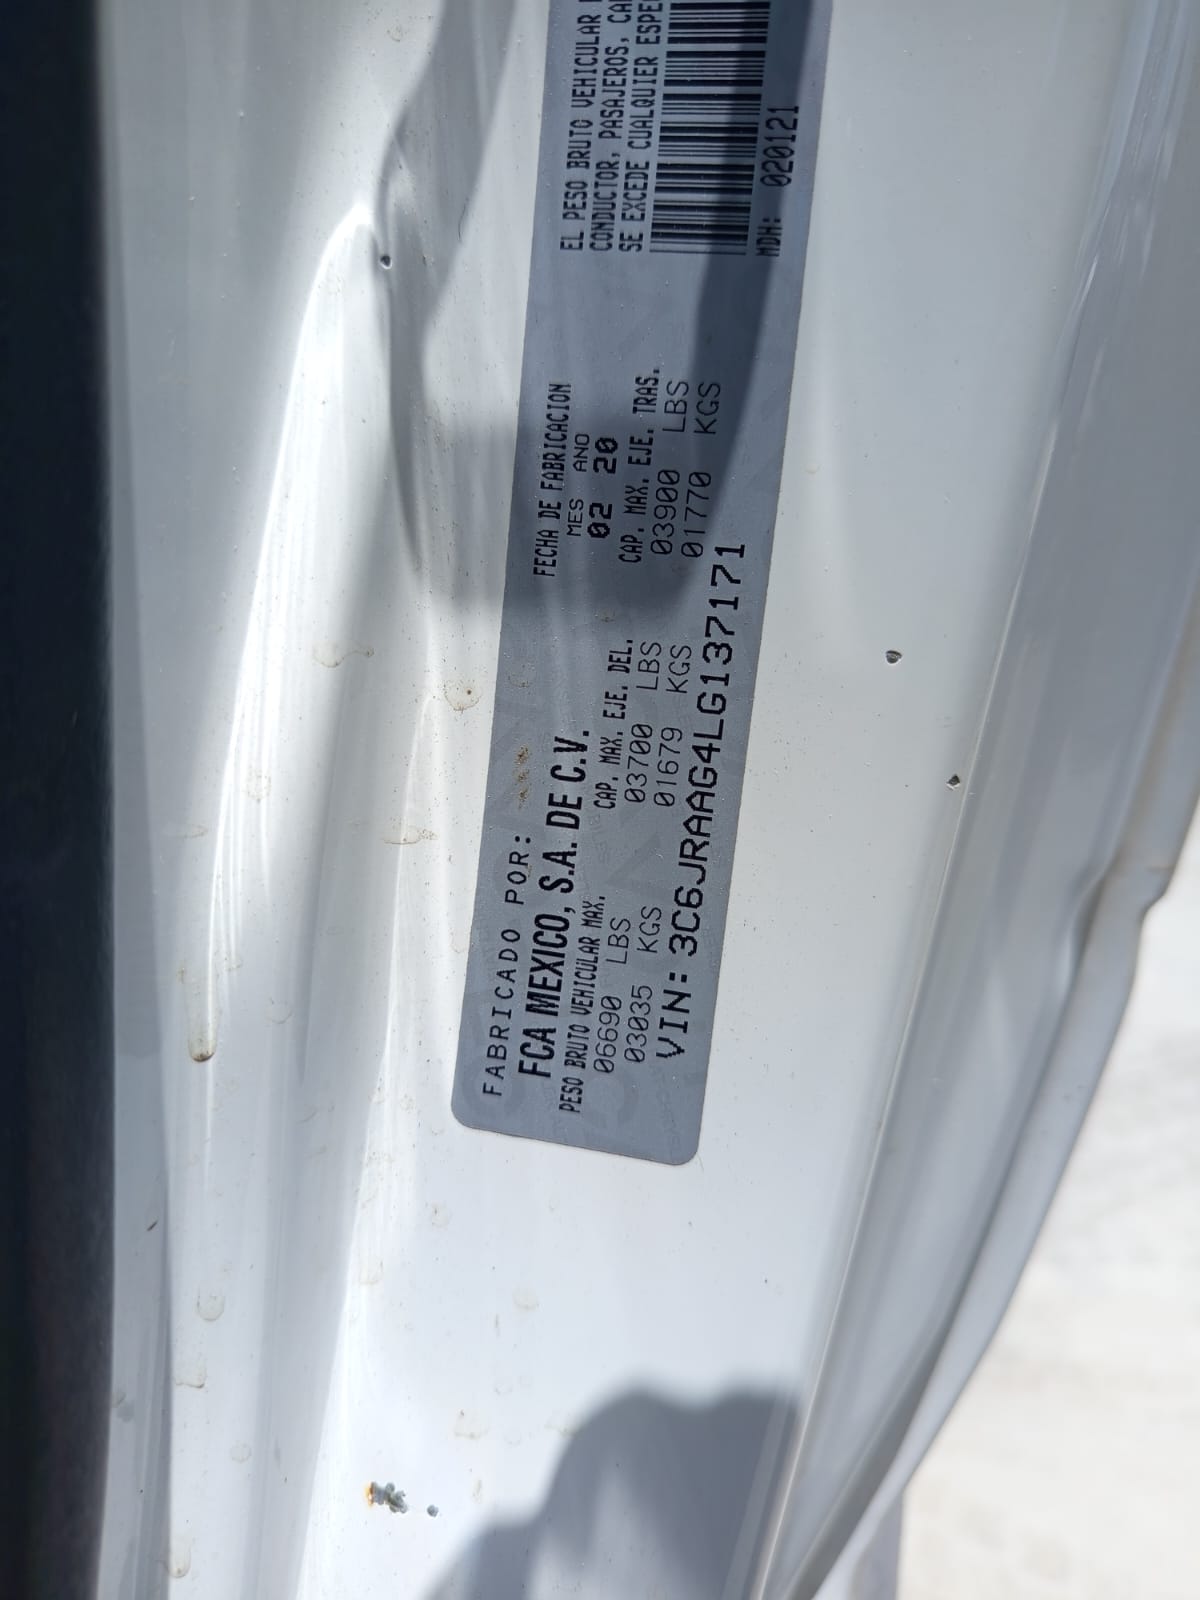 FABRICADO POR:
FCA MEXICO, S.A. DE C.V.
PESO BRUTO VEHICULAR MAX.
06690 LBS
03035 KGS
CAP. MAX. EJE. DEL.
03700 LBS
01679 KGS
FECHA DE FABRICACION
MES ANO
02 20
CAP. MAX. EJE. TRAS.
03900 LBS
01770 KGS
VIN: 3C6JRAAG4LG137171
EL PESO BRUTO VEHICULAR
CONDUCTOR, PASAJEROS,
SE EXCEDE CUALQUIER
MDH: 020121